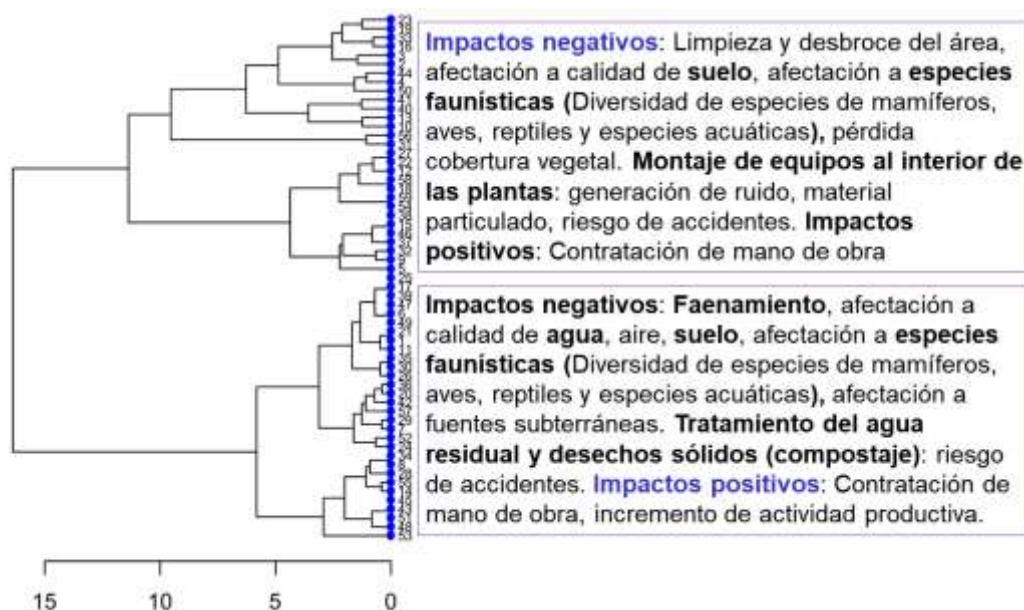 Impactos negativos: Limpieza y desbroce del área,
afectación a calidad de suelo, afectación a especies
faunísticas (Diversidad de especies de mamíferos,
aves, reptiles y especies acuáticas), pérdida
cobertura vegetal. Montaje de equipos al interior de
las plantas: generación de ruido, material
particulado, riesgo de accidentes. Impactos
positivos: Contratación de mano de obra
Impactos negativos: Faenamiento, afectación a
calidad de agua, aire, suelo, afectación a especies
faunísticas (Diversidad de especies de mamíferos,
aves, reptiles y especies acuáticas), afectación a
fuentes subterráneas. Tratamiento del agua
residual y desechos sólidos (compostaje): riesgo
de accidentes. Impactos positivos: Contratación de
mano de obra, incremento de actividad productiva.
15 10 5 0